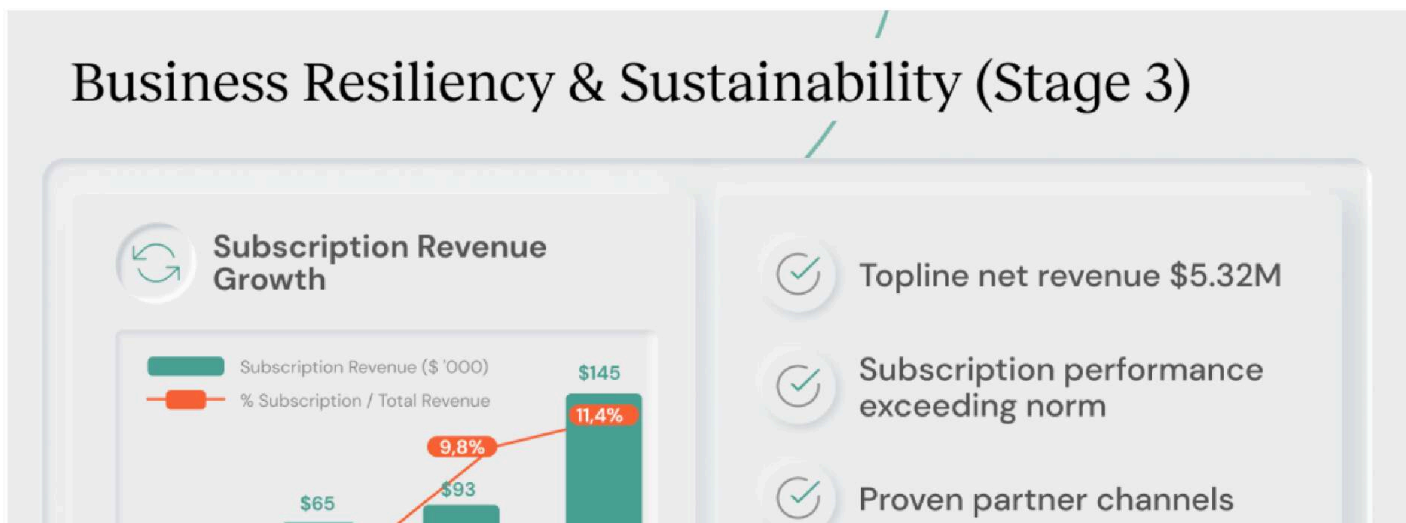 Business Resiliency & Sustainability (Stage 3)
Subscription Revenue
Growth
Subscription Revenue ($ '000)
% Subscription / Total Revenue
$145
11,4%
9,8%
$93
$65
Topline net revenue $5.32M
Subscription performance
exceeding norm
Proven partner channels